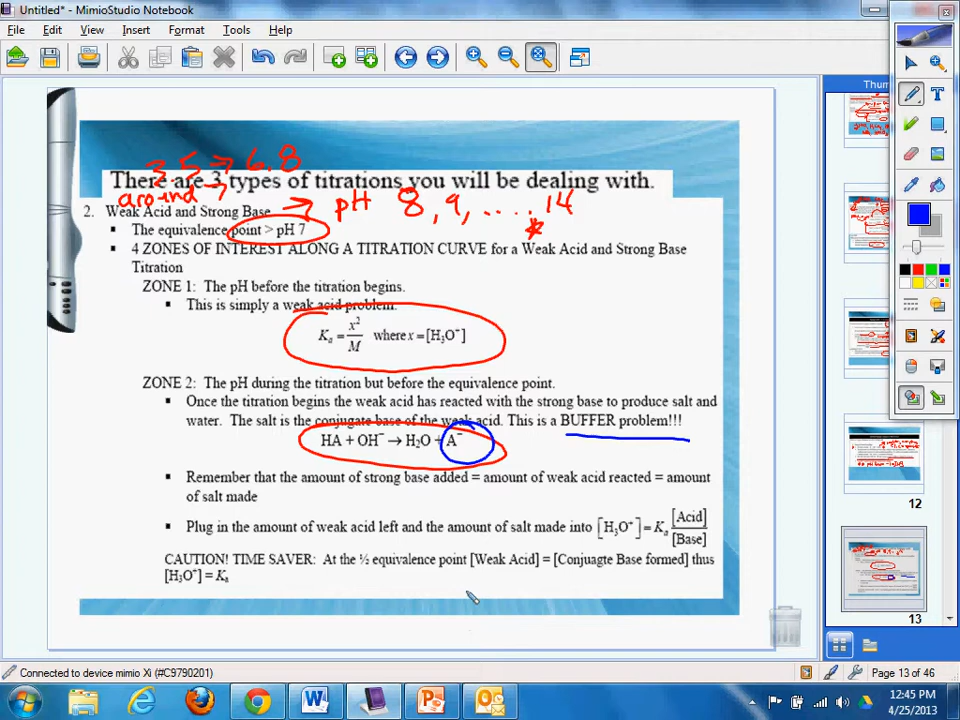 Untitled* - MimioStudio Notebook
File Edit View Insert Format Tools Help
Thum
3.5 → 6.8
There are 3 types of titrations you will be dealing with.
around 7
→ pH 8, 9, ..... 14
*
2. Weak Acid and Strong Base
▪ The equivalence point > pH 7
▪ 4 ZONES OF INTEREST ALONG A TITRATION CURVE for a Weak Acid and Strong Base
Titration
ZONE 1: The pH before the titration begins.
▪ This is simply a weak acid problem.
Kₐ = x²/M where x = [H₃O⁺]
ZONE 2: The pH during the titration but before the equivalence point.
▪ Once the titration begins the weak acid has reacted with the strong base to produce salt and
water. The salt is the conjugate base of the weak acid. This is a BUFFER problem!!!
HA + OH⁻ → H₂O + A⁻
▪ Remember that the amount of strong base added = amount of weak acid reacted = amount
of salt made
▪ Plug in the amount of weak acid left and the amount of salt made into [H₃O⁺] = Kₐ [Acid]/[Base]
CAUTION! TIME SAVER: At the ½ equivalence point [Weak Acid] = [Conjuagte Base formed] thus
[H₃O⁺] = Kₐ
12
13
Connected to device mimio Xi (#C9790201)
Page 13 of 46
12:45 PM
4/25/2013